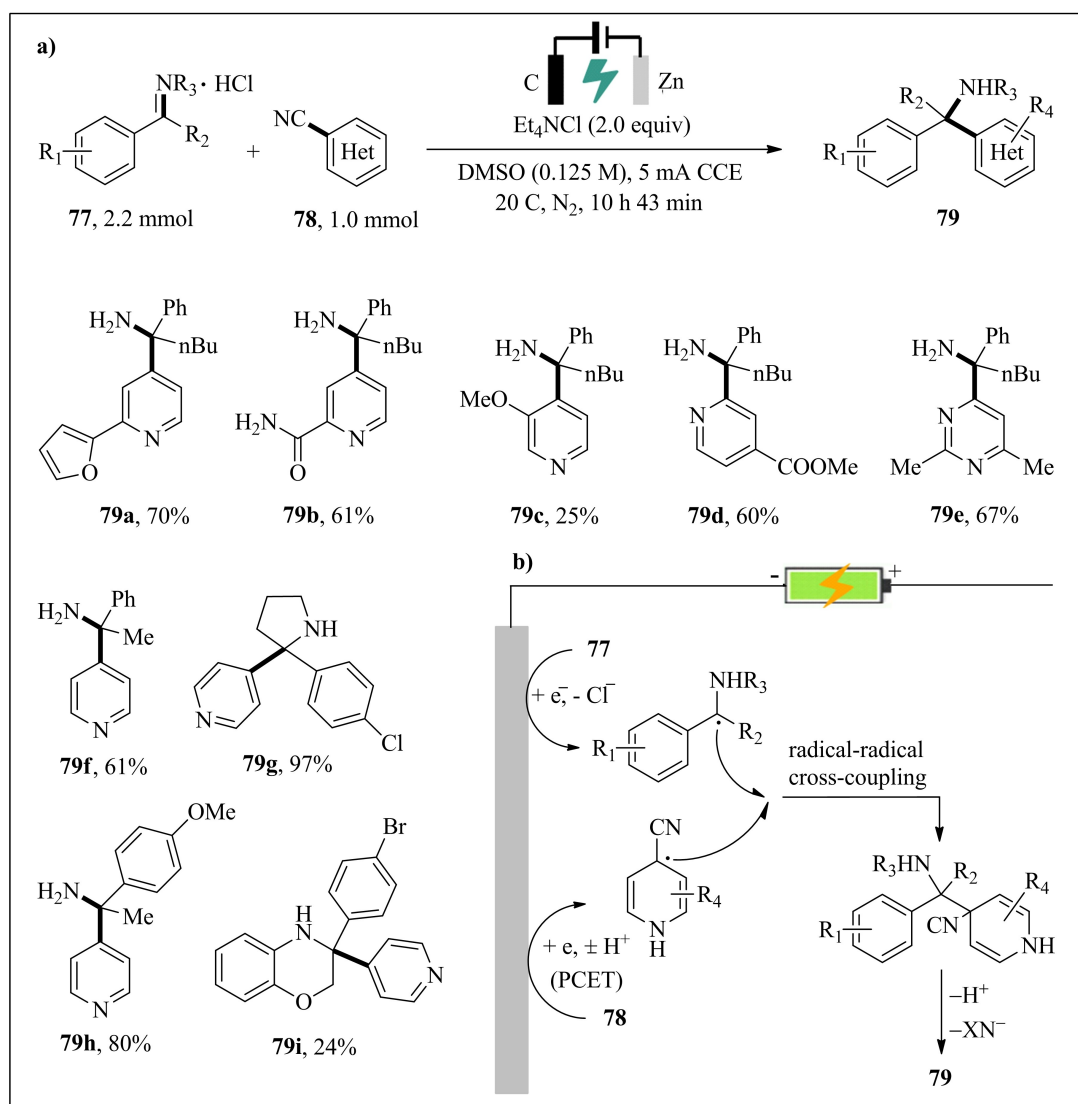 a)
NR3 · HCl
R2
R1
77, 2.2 mmol
+
NC
Het
78, 1.0 mmol
C
Zn
Et4NCl (2.0 equiv)
DMSO (0.125 M), 5 mA CCE
20 C, N2, 10 h 43 min
R2 NHR3
R4
R1
Het
79
H2N Ph
nBu
O
N
79a, 70%
H2N Ph
nBu
H2N
O
N
79b, 61%
H2N Ph
nBu
MeO
N
79c, 25%
H2N Ph
nBu
N
COOMe
79d, 60%
H2N Ph
nBu
N
Me N Me
79e, 67%
H2N Ph
Me
N
79f, 61%
NH
N
Cl
79g, 97%
OMe
H2N
Me
N
79h, 80%
Br
H
N
N
O
79i, 24%
b)
- +
77
+ e−, - Cl−
NHR3
R1
R2
radical-radical
cross-coupling
CN
R4
N
H
+ e, ± H+
(PCET)
78
R3HN R2
R4
R1
CN
NH
–H+
–XN−
79